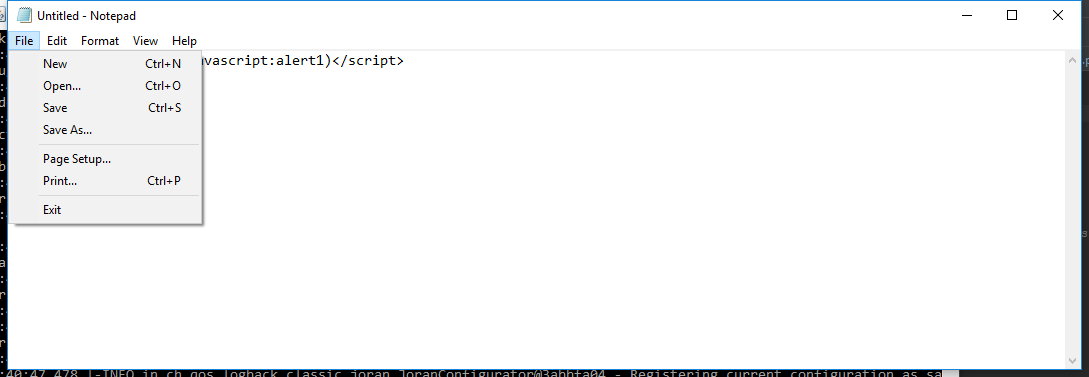 Untitled - Notepad
File Edit Format View Help
avascript:alert1)</script>
New Ctrl+N
Open... Ctrl+O
Save Ctrl+S
Save As...
Page Setup...
Print... Ctrl+P
Exit
:40:47,478 |-INFO in ch.qos.logback.classic.joran.JoranConfigurator@3abbfa04 - Registering current configuration as sa